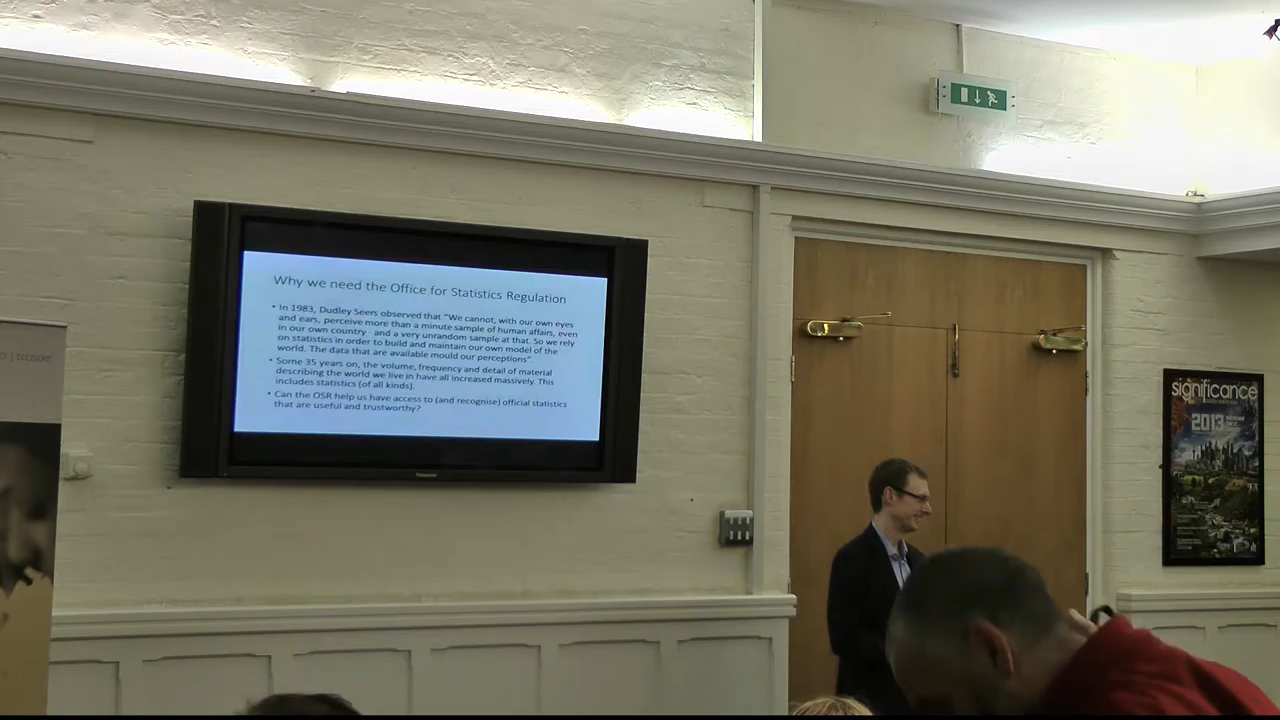 Why we need the Office for Statistics Regulation
• In 1983, Dudley Seers observed that "We cannot, with our own eyes
and ears, perceive more than a minute sample of human affairs, even
in our own country - and a very unrandom sample at that. So we rely
on statistics in order to build and maintain our own model of the
world. The data that are available mould our perceptions"
• Some 35 years on, the volume, frequency and detail of material
describing the world we live in have all increased massively. This
includes statistics (of all kinds).
• Can the OSR help us have access to (and recognise) official statistics
that are useful and trustworthy?
Panasonic
DECISIONS
significance
2013